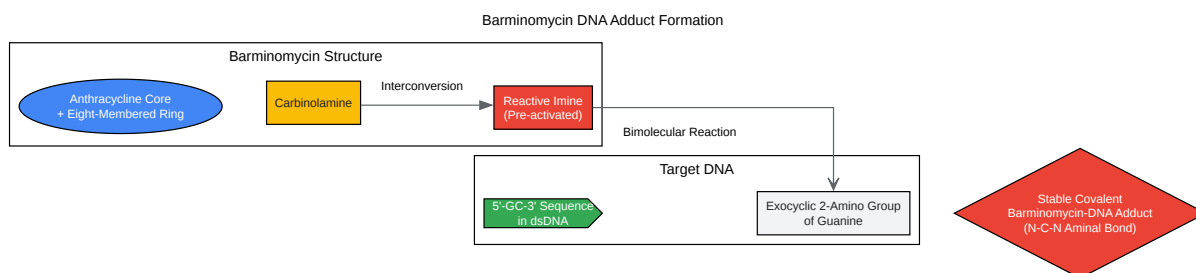 Barminomycin DNA Adduct Formation
Barminomycin Structure
Anthracycline Core
+ Eight-Membered Ring
Carbinolamine
Interconversion
Reactive Imine
(Pre-activated)
Bimolecular Reaction
Target DNA
5'-GC-3' Sequence
in dsDNA
Exocyclic 2-Amino Group
of Guanine
Stable Covalent
Barminomycin-DNA Adduct
(N-C-N Aminal Bond)